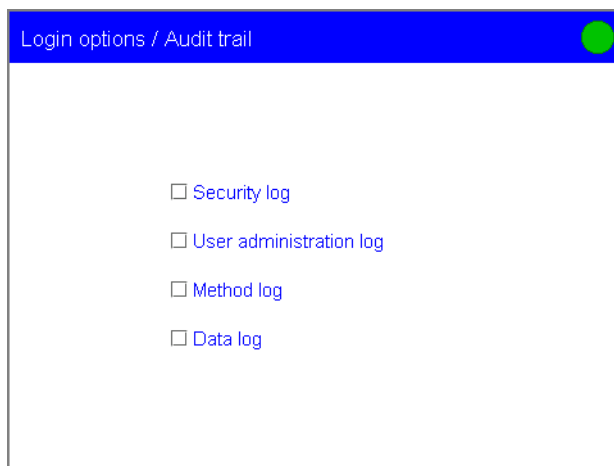 Login options / Audit trail
Security log
User administration log
Method log
Data log